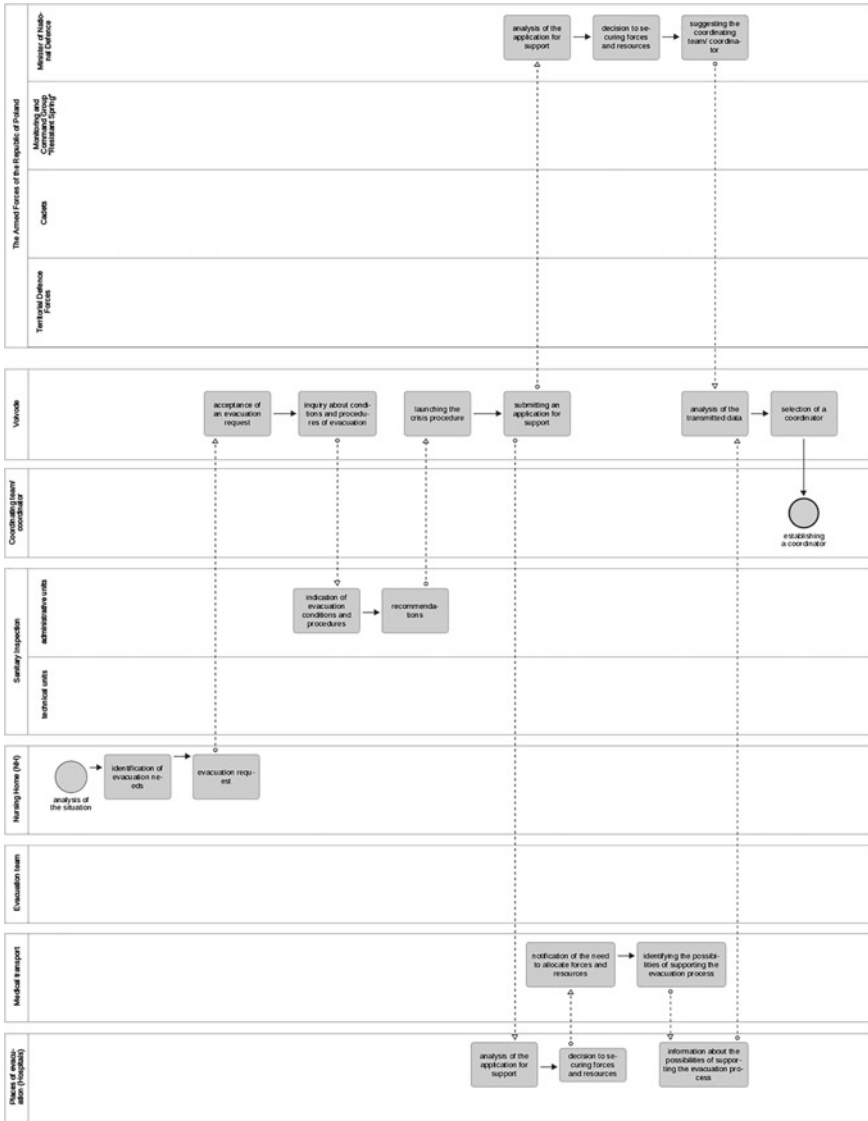 The Armed Forces of the Republic of Poland
Minister of Natio-
nal Defence
analysis of the
application for
support
decision to se-
curing forces
and resources
suggesting the
coordinating
team/ coordina-
tor
Monitoring and
Command Group
"Resistant Spring"
Cadets
Territorial Defence
Forces
Voivode
acceptance of
an evacuation
request
inquiry about condi-
tions and procedu-
res of evacuation
launching the
crisis procedure
submitting an
application for
support
analysis of the
transmitted data
selection of a
coordinator
Coordinating team/
coordinator
establishing
a coordinator
Sanitary Inspection
administrative units
indication of
evacuation
conditions and
procedures
recommenda-
tions
technical units
Nursing Home (NH)
analysis of
the situation
identification of
evacuation ne-
eds
evacuation requ-
est
Evacuation team
Medical transport
notification of the need
to allocate forces and
resources
identifying the possibi-
lities of supporting the
evacuation process
Places of evacu-
ation (Hospitals)
analysis of the
application for
support
decision to se-
curing forces
and resources
information about the
possibilities of suppor-
ting the evacuation pro-
cess